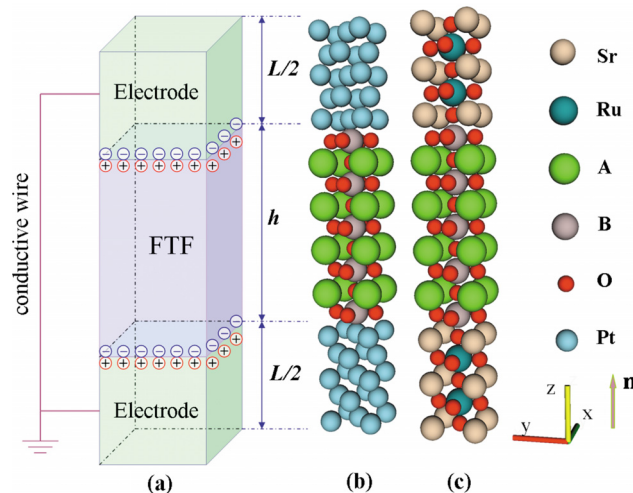 Electrode
L/2
conductive wire
FTF
h
Electrode
L/2
− − − − − − − − −
+ + + + + + + + +
− − − − − − − − −
+ + + + + + + + +
Sr
Ru
A
B
O
Pt
z
x
y
n
(a)
(b)
(c)